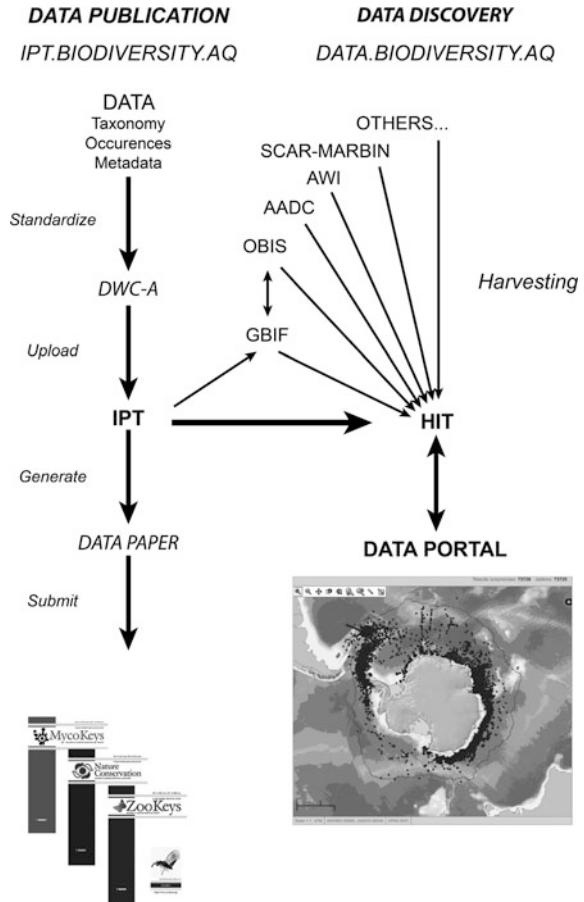 DATA PUBLICATION
IPT.BIODIVERSITY.AQ
DATA
Taxonomy
Occurences
Metadata
Standardize
DWC-A
Upload
IPT
Generate
DATA PAPER
Submit
MycoKeys
Nature
Conservation
ZooKeys
DATA DISCOVERY
DATA.BIODIVERSITY.AQ
OTHERS...
SCAR-MARBIN
AWI
AADC
OBIS
GBIF
Harvesting
HIT
DATA PORTAL